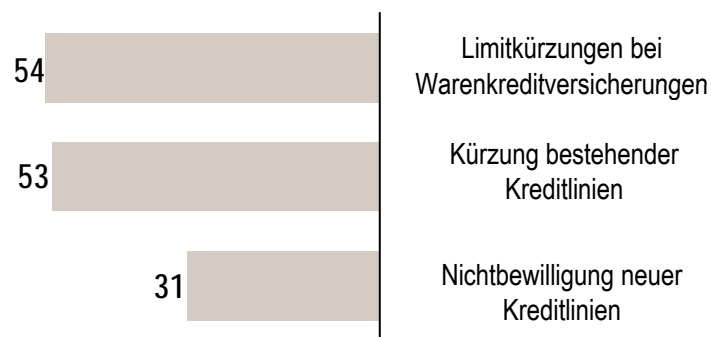 54
Limitkürzungen bei
Warenkreditversicherungen
53
Kürzung bestehender
Kreditlinien
31
Nichtbewilligung neuer
Kreditlinien